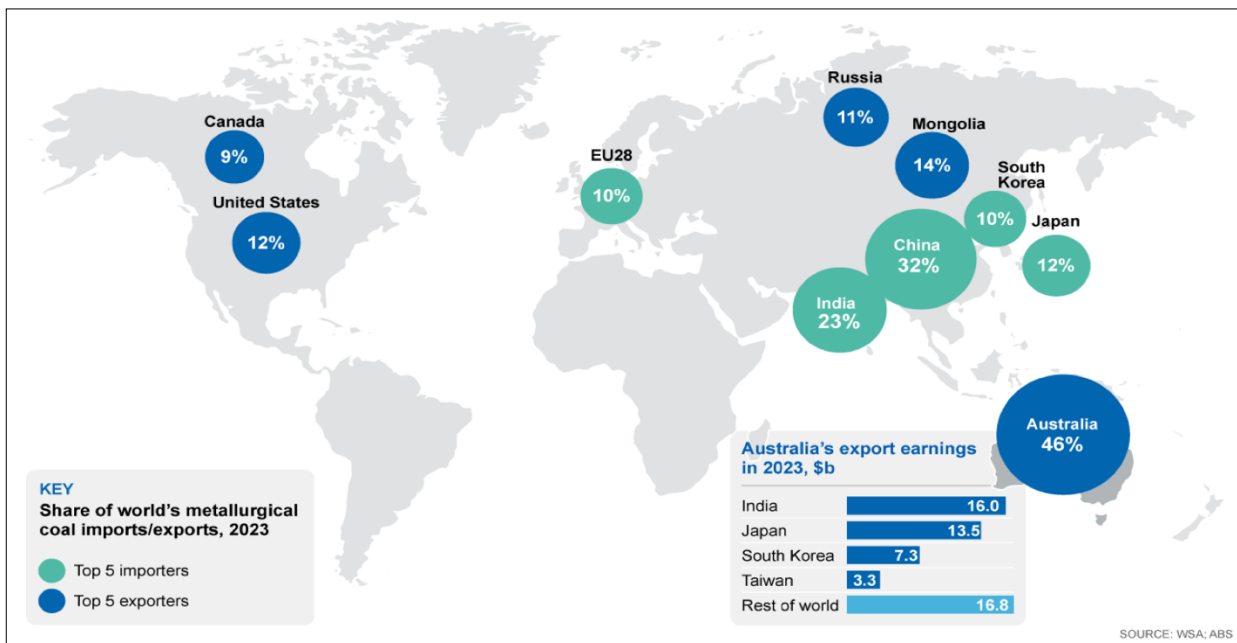 Russia
11%
Mongolia
14%
Canada
9%
EU28
10%
South
Korea
10%
United States
12%
Japan
12%
China
32%
India
23%
Australia
46%
Australia's export earnings
in 2023, $b
India 16.0
Japan 13.5
South Korea 7.3
Taiwan 3.3
Rest of world 16.8
KEY
Share of world's metallurgical
coal imports/exports, 2023
Top 5 importers
Top 5 exporters
SOURCE: WSA; ABS